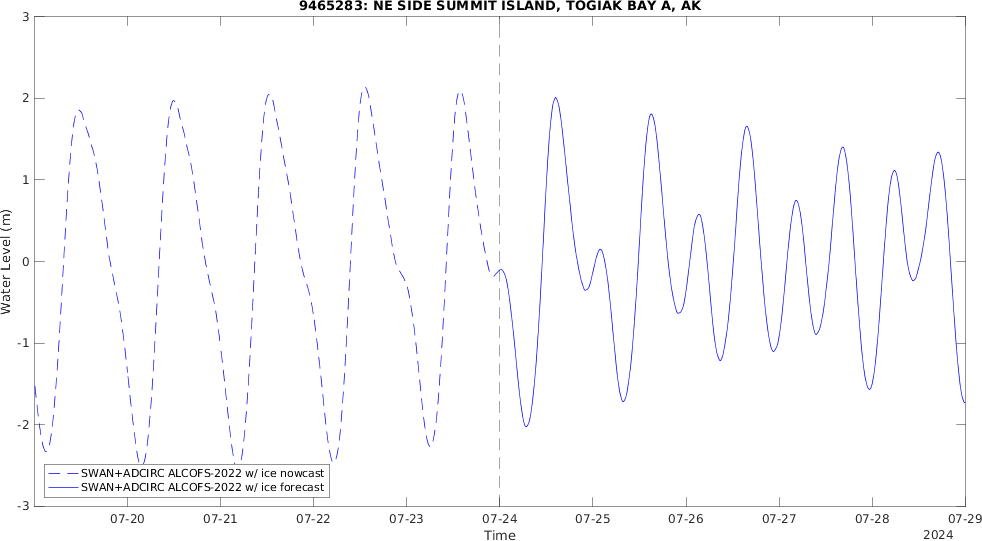 9465283: NE SIDE SUMMIT ISLAND, TOGIAK BAY A, AK
3
2
1
0
-1
-2
-3
Water Level (m)
SWAN+ADCIRC ALCOFS-2022 w/ ice nowcast
SWAN+ADCIRC ALCOFS-2022 w/ ice forecast
07-20 07-21 07-22 07-23 07-24 07-25 07-26 07-27 07-28 07-29
Time
2024